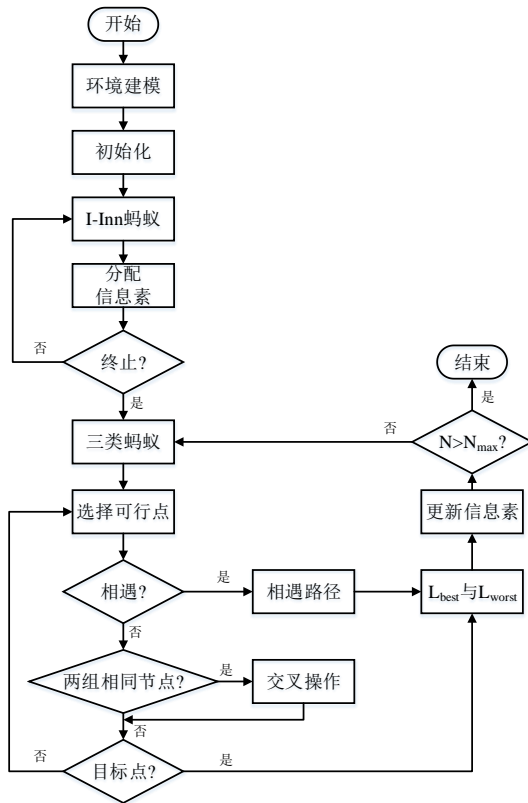 开始
环境建模
初始化
I-Inn蚂蚁
分配
信息素
终止?
否
是
三类蚂蚁
选择可行点
相遇?
是
否
相遇路径
两组相同节点?
是
否
交叉操作
目标点?
否
是
L_best与L_worst
更新信息素
N>N_max?
否
是
结束